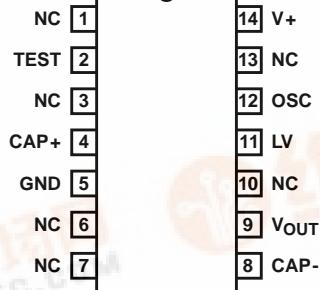 NC 1 14 V+
TEST 2 13 NC
NC 3 12 OSC
CAP+ 4 11 LV
GND 5 10 NC
NC 6 9 VOUT
NC 7 8 CAP-